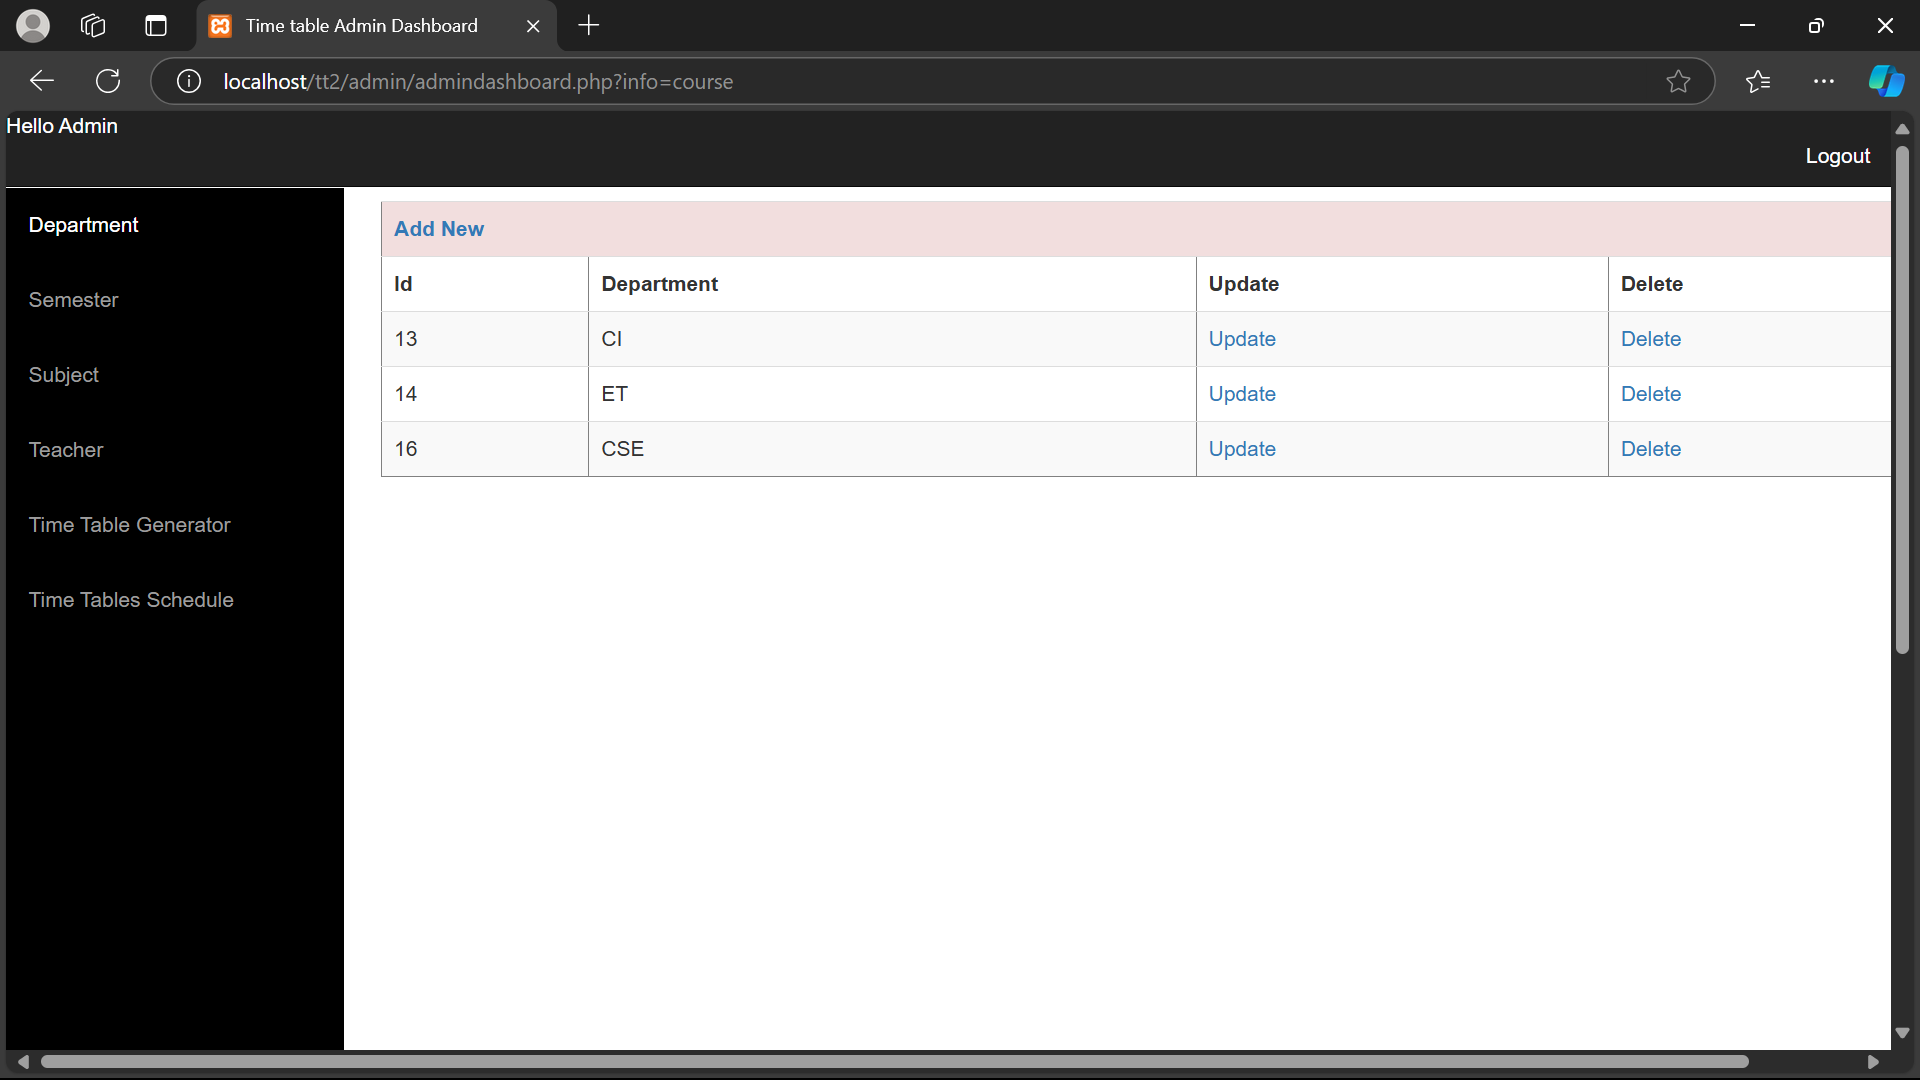 Time table Admin Dashboard
localhost/tt2/admin/admindashboard.php?info=course
Hello Admin
Logout
Department
Semester
Subject
Teacher
Time Table Generator
Time Tables Schedule
Add New
Id Department Update Delete
13 CI Update Delete
14 ET Update Delete
16 CSE Update Delete